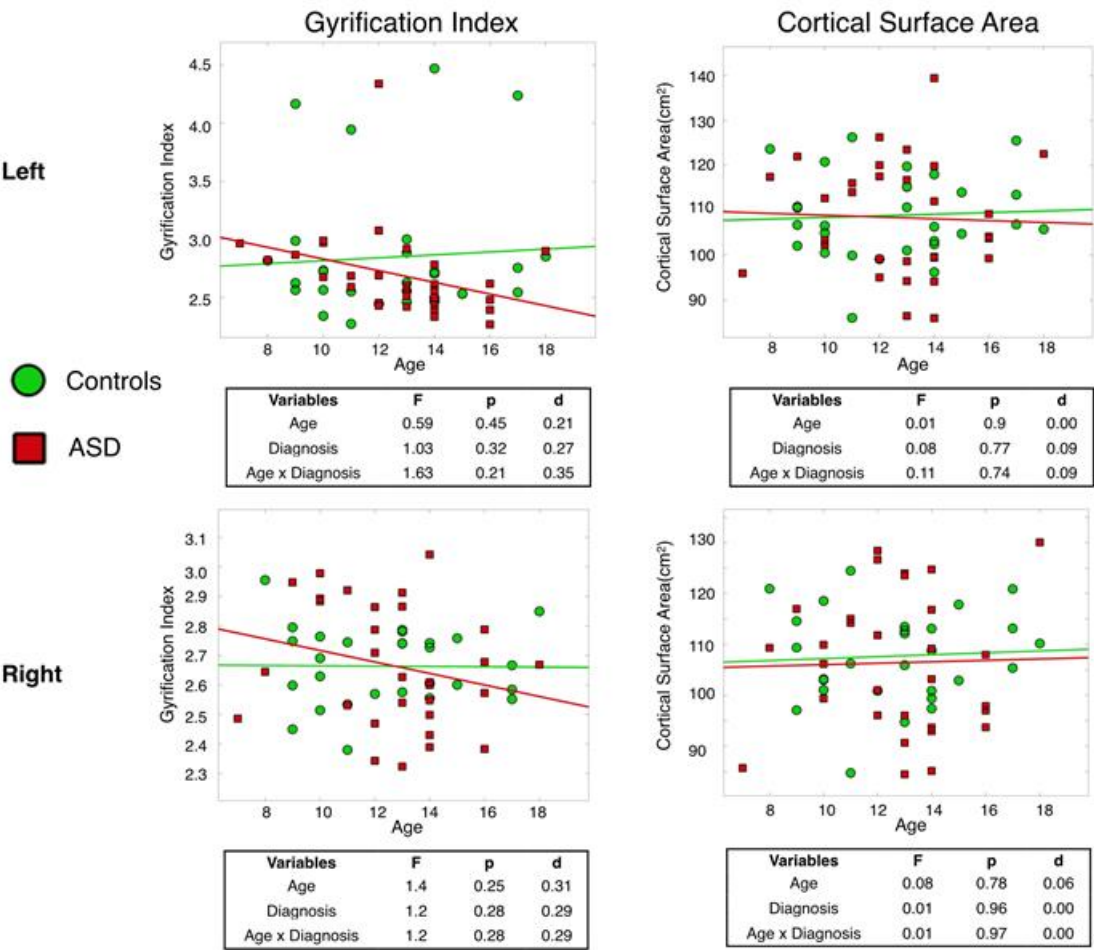 Gyrification Index
Cortical Surface Area
Left
Gyrification Index
4.5
4.0
3.5
3.0
2.5
8 10 12 14 16 18
Age
Cortical Surface Area(cm²)
140
130
120
110
100
90
8 10 12 14 16 18
Age
Controls
ASD
Variables F p d
Age 0.59 0.45 0.21
Diagnosis 1.03 0.32 0.27
Age x Diagnosis 1.63 0.21 0.35
Variables F p d
Age 0.01 0.9 0.00
Diagnosis 0.08 0.77 0.09
Age x Diagnosis 0.11 0.74 0.09
Right
Gyrification Index
3.1
3.0
2.9
2.8
2.7
2.6
2.5
2.4
2.3
8 10 12 14 16 18
Age
Cortical Surface Area(cm²)
130
120
110
100
90
8 10 12 14 16 18
Age
Variables F p d
Age 1.4 0.25 0.31
Diagnosis 1.2 0.28 0.29
Age x Diagnosis 1.2 0.28 0.29
Variables F p d
Age 0.08 0.78 0.06
Diagnosis 0.01 0.96 0.00
Age x Diagnosis 0.01 0.97 0.00